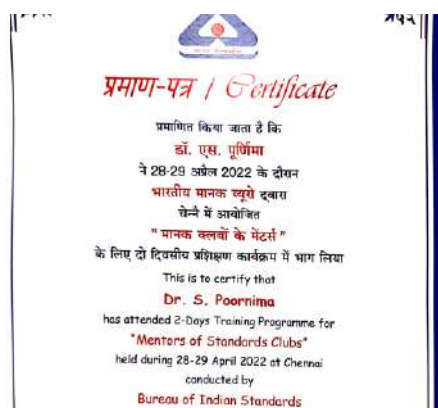 प्रमाण-पत्र / Certificate
प्रमाणित किया जाता है कि
डॉ. एस. पूर्णिमा
ने 28-29 अप्रैल 2022 के दौरान
भारतीय मानक ब्यूरो द्वारा
चेन्नै में आयोजित
" मानक क्लबों के मेंटर्स "
के लिए दो दिवसीय प्रशिक्षण कार्यक्रम में भाग लिया
This is to certify that
Dr. S. Poornima
has attended 2-Days Training Programme for
"Mentors of Standards Clubs"
held during 28-29 April 2022 at Chennai
conducted by
Bureau of Indian Standards